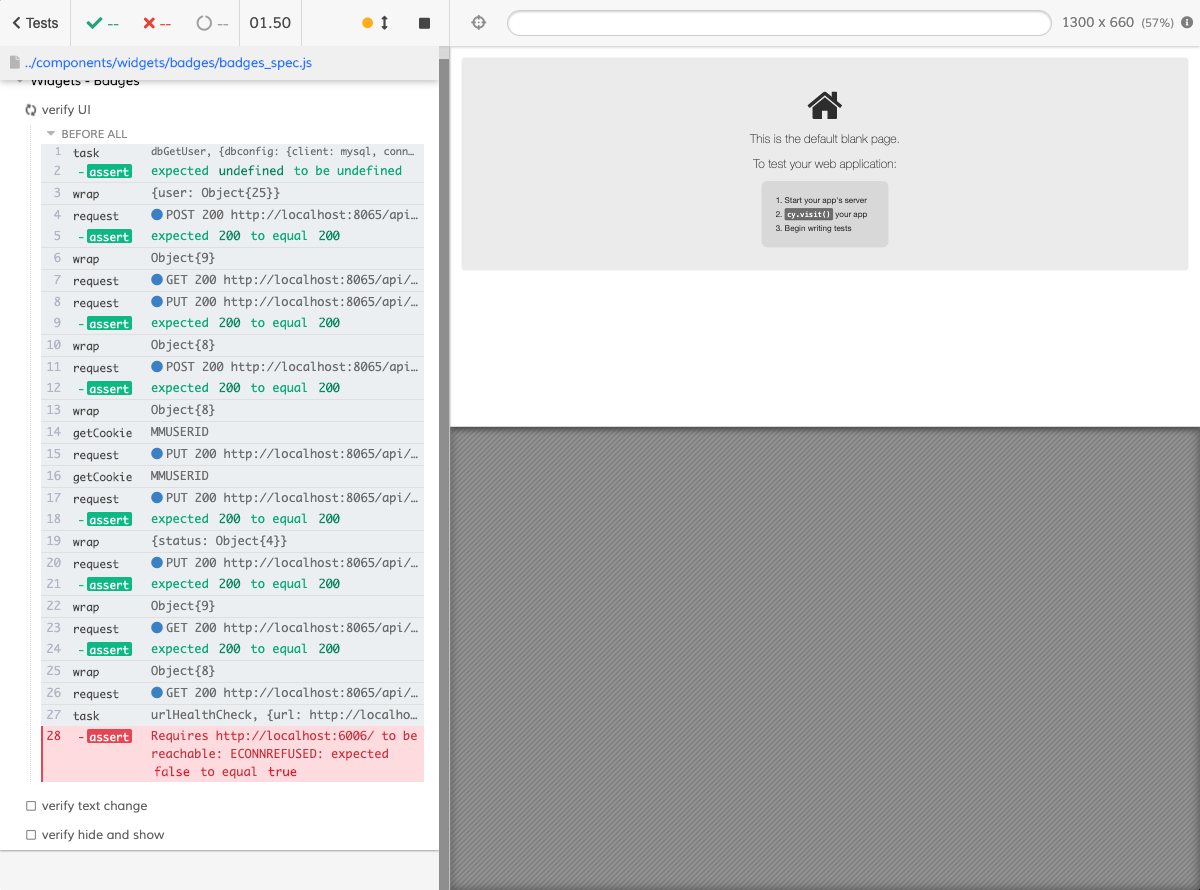 Tests -- -- -- 01.50 1300 x 660 (57%)
../components/widgets/badges/badges_spec.js
Widgets - Badges
verify UI
BEFORE ALL
1 task dbGetUser, {dbconfig: {client: mysql, conn…
2 - assert expected undefined to be undefined
3 wrap {user: Object{25}}
4 request POST 200 http://localhost:8065/api…
5 - assert expected 200 to equal 200
6 wrap Object{9}
7 request GET 200 http://localhost:8065/api/…
8 request PUT 200 http://localhost:8065/api/…
9 - assert expected 200 to equal 200
10 wrap Object{8}
11 request POST 200 http://localhost:8065/api…
12 - assert expected 200 to equal 200
13 wrap Object{8}
14 getCookie MMUSERID
15 request PUT 200 http://localhost:8065/api/…
16 getCookie MMUSERID
17 request PUT 200 http://localhost:8065/api/…
18 - assert expected 200 to equal 200
19 wrap {status: Object{4}}
20 request PUT 200 http://localhost:8065/api/…
21 - assert expected 200 to equal 200
22 wrap Object{9}
23 request GET 200 http://localhost:8065/api/…
24 - assert expected 200 to equal 200
25 wrap Object{8}
26 request GET 200 http://localhost:8065/api/…
27 task urlHealthCheck, {url: http://localho…
28 - assert Requires http://localhost:6006/ to be
reachable: ECONNREFUSED: expected
false to equal true
verify text change
verify hide and show
This is the default blank page.
To test your web application:
1. Start your app's server
2. cy.visit() your app
3. Begin writing tests